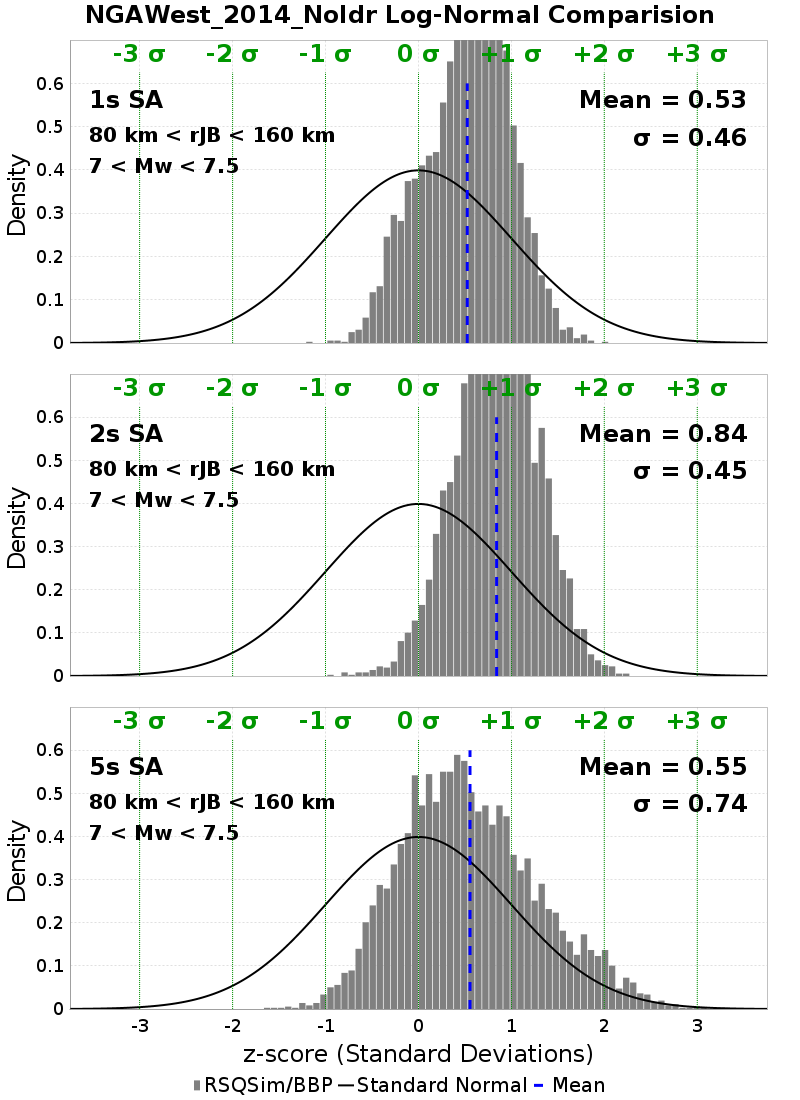 NGAWest_2014_NoIdr Log-Normal Comparision
-3 σ -2 σ -1 σ 0 σ +1 σ +2 σ +3 σ
0.6
1s SA Mean = 0.53
0.5
80 km < rJB < 160 km σ = 0.46
0.4
7 < Mw < 7.5
0.3
0.2
0.1
0
Density
-3 σ -2 σ -1 σ 0 σ +1 σ +2 σ +3 σ
0.6
2s SA Mean = 0.84
0.5
80 km < rJB < 160 km σ = 0.45
0.4
7 < Mw < 7.5
0.3
0.2
0.1
0
Density
-3 σ -2 σ -1 σ 0 σ +1 σ +2 σ +3 σ
0.6
5s SA Mean = 0.55
0.5
80 km < rJB < 160 km σ = 0.74
0.4
7 < Mw < 7.5
0.3
0.2
0.1
0
Density
-3 -2 -1 0 1 2 3
z-score (Standard Deviations)
RSQSim/BBP Standard Normal Mean